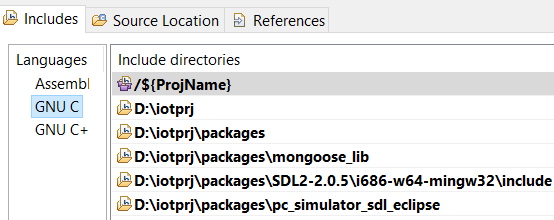 Includes Source Location References
Languages Include directories
Assembl /${ProjName}
GNU C D:\iotprj
GNU C+ D:\iotprj\packages
D:\iotprj\packages\mongoose_lib
D:\iotprj\packages\SDL2-2.0.5\i686-w64-mingw32\include
D:\iotprj\packages\pc_simulator_sdl_eclipse